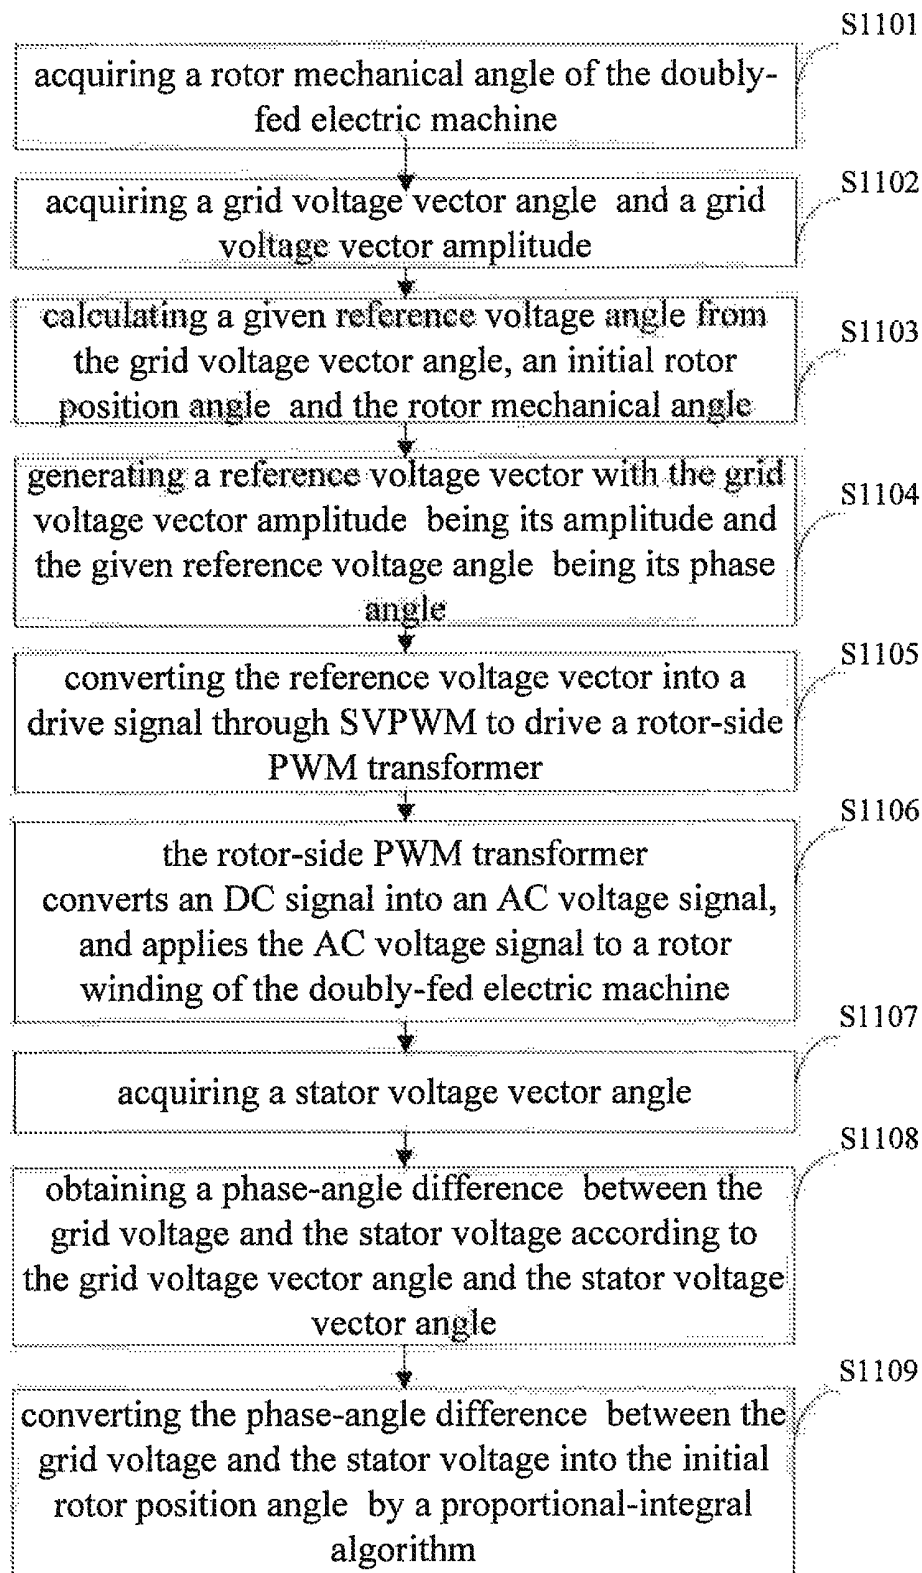 S1101
acquiring a rotor mechanical angle of the doubly-
fed electric machine
S1102
acquiring a grid voltage vector angle and a grid
voltage vector amplitude
S1103
calculating a given reference voltage angle from
the grid voltage vector angle, an initial rotor
position angle and the rotor mechanical angle
S1104
generating a reference voltage vector with the grid
voltage vector amplitude being its amplitude and
the given reference voltage angle being its phase
angle
S1105
converting the reference voltage vector into a
drive signal through SVPWM to drive a rotor-side
PWM transformer
S1106
the rotor-side PWM transformer
converts an DC signal into an AC voltage signal,
and applies the AC voltage signal to a rotor
winding of the doubly-fed electric machine
S1107
acquiring a stator voltage vector angle
S1108
obtaining a phase-angle difference between the
grid voltage and the stator voltage according to
the grid voltage vector angle and the stator voltage
vector angle
S1109
converting the phase-angle difference between the
grid voltage and the stator voltage into the initial
rotor position angle by a proportional-integral
algorithm